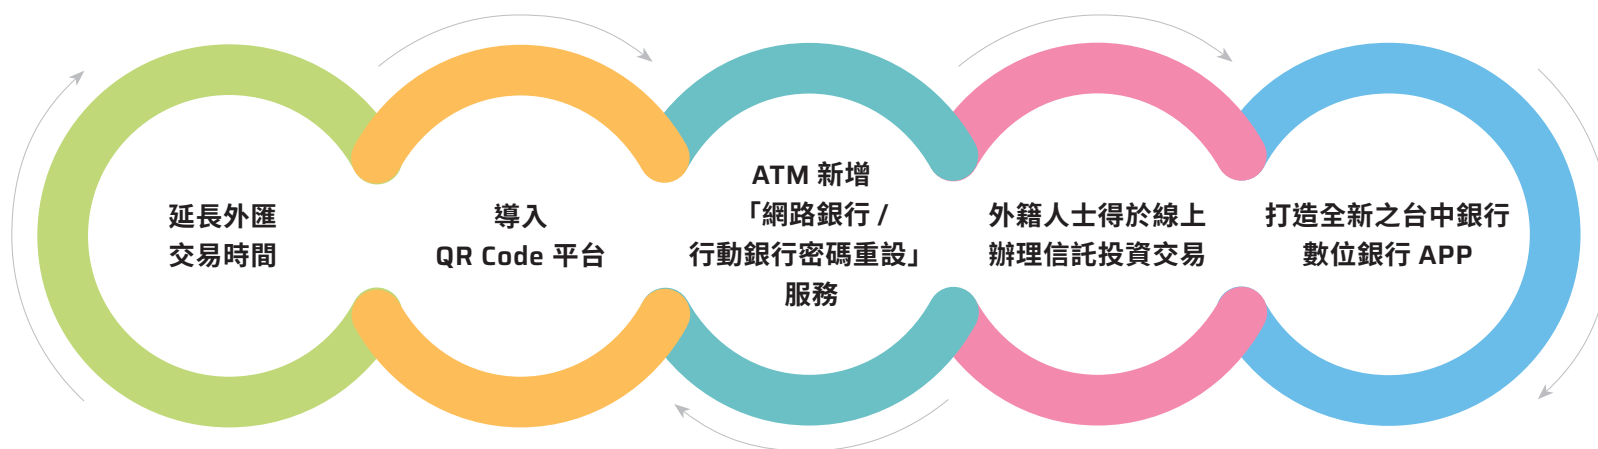 延長外匯
交易時間
導入
QR Code 平台
ATM 新增
「網路銀行 /
行動銀行密碼重設」
服務
外籍人士得於線上
辦理信託投資交易
打造全新之台中銀行
數位銀行 APP